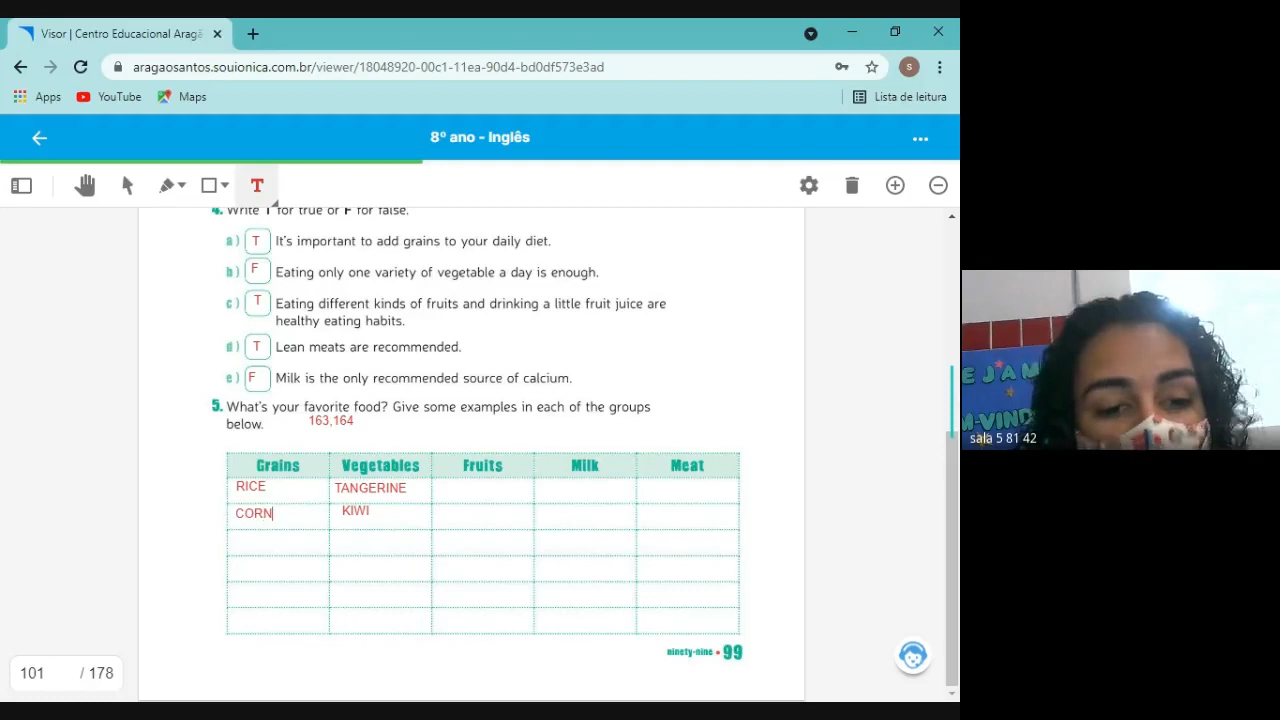 Visor | Centro Educacional Aragã
aragaosantos.souionica.com.br/viewer/18048920-00c1-11ea-90d4-bd0df573e3ad
S
Apps YouTube Maps Lista de leitura
8º ano - Inglês
T
4. Write T for true or F for false.
a) T It's important to add grains to your daily diet.
b) F Eating only one variety of vegetable a day is enough.
c) T Eating different kinds of fruits and drinking a little fruit juice are
healthy eating habits.
d) T Lean meats are recommended.
e) F Milk is the only recommended source of calcium.
5. What's your favorite food? Give some examples in each of the groups
below. 163,164
Grains Vegetables Fruits Milk Meat
RICE TANGERINE
CORN KIWI
ninety-nine • 99
101 / 178
E JAM
M-VIND
sala 5 81 42